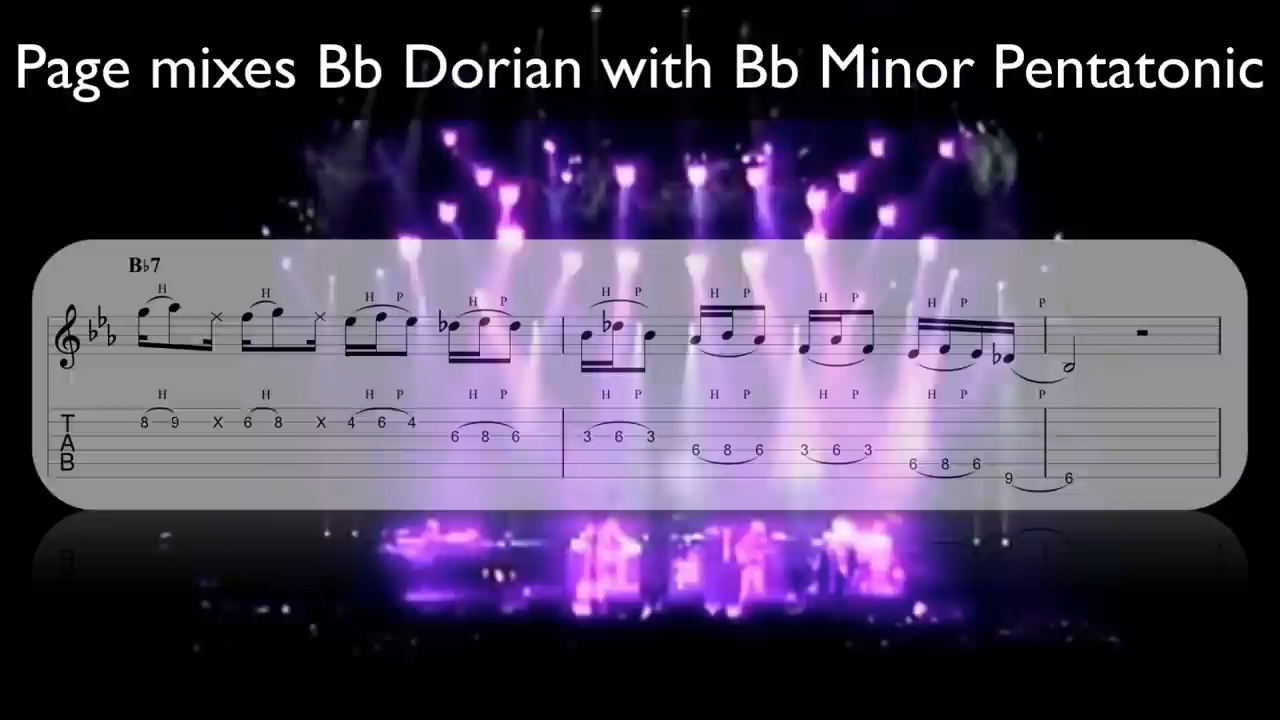 Page mixes Bb Dorian with Bb Minor Pentatonic
B♭7
H H H P H P H P H P H P H P P
H H H P H P H P H P H P H P P
TAB
8 9 X 6 8 X 4 6 4
6 8 6 3 6 3
6 8 6 3 6 3
6 8 6
9 6